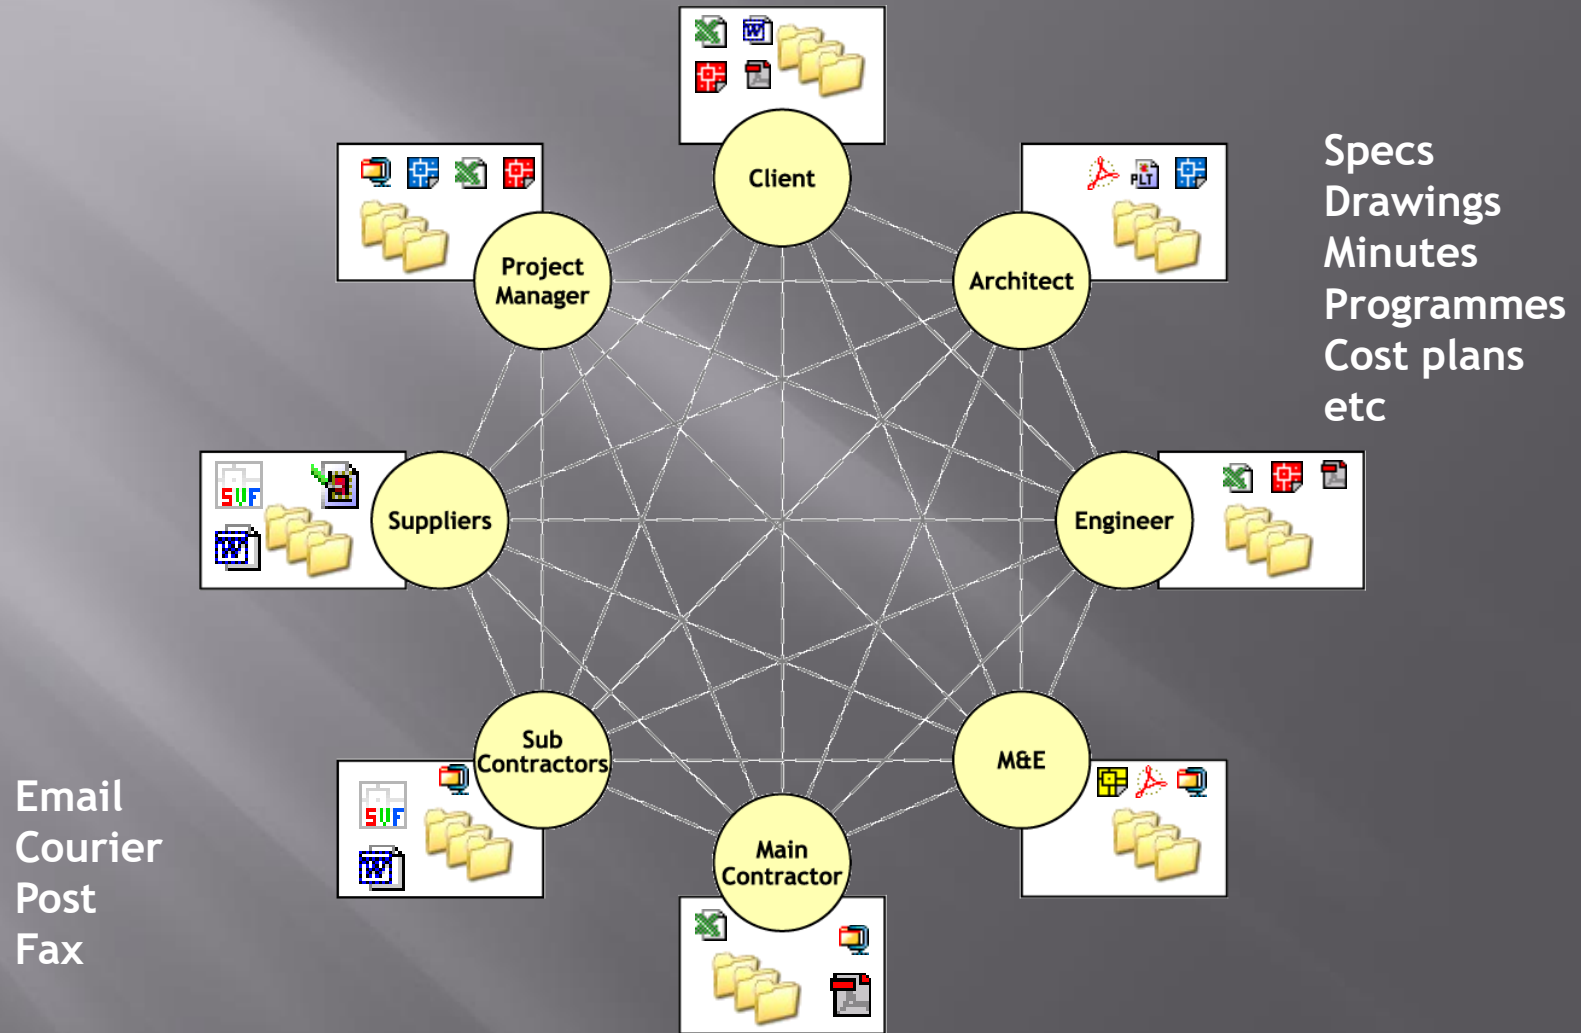 Client
Project
Manager
Architect
Specs
Drawings
Minutes
Programmes
Cost plans
etc
PLT
SVF
W
Suppliers
Engineer
Sub
Contractors
M&E
SVF
W
Main
Contractor
Email
Courier
Post
Fax
W